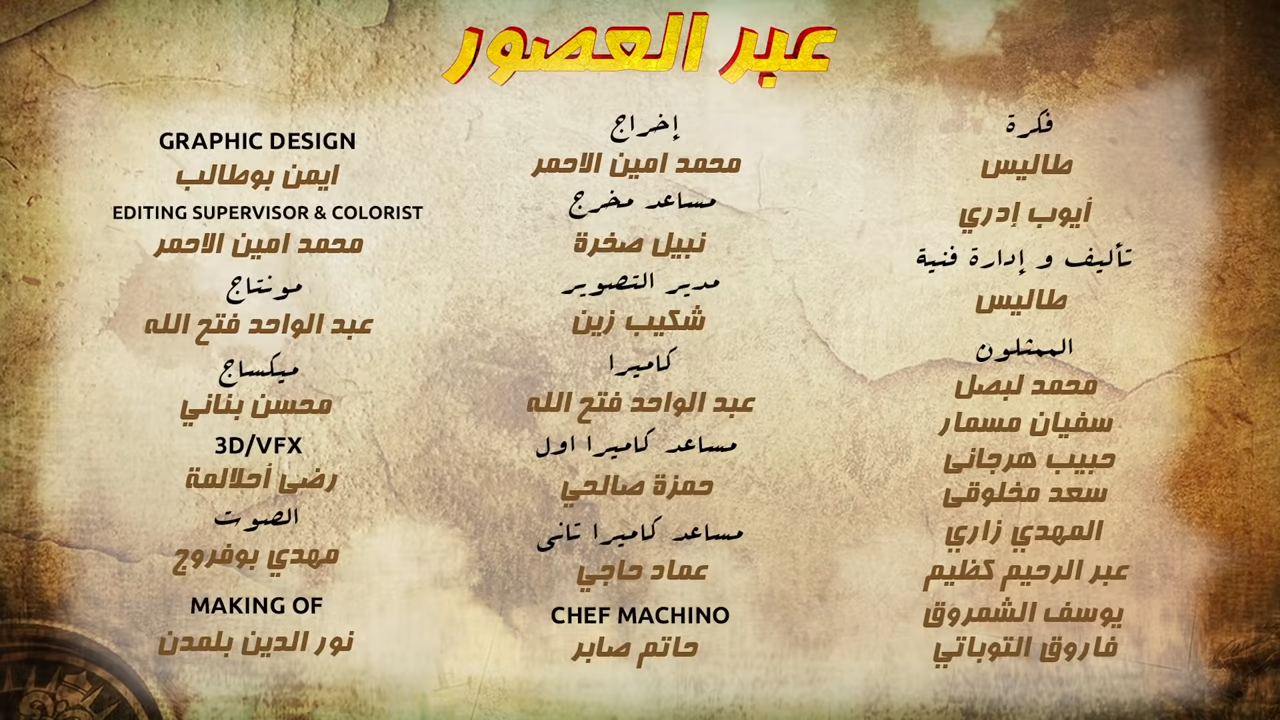 عبر العصور
فكرة
طاليس
أيوب إدري
تأليف و إدارة فنية
طاليس
الممثلون
محمد لبصل
سفيان مسمار
حبيب هرجانى
سعد مخلوقى
المهدي زاري
عبر الرحيم كظيم
يوسف الشمروق
فاروق التوباتي
إخراج
محمد امين الاحمر
مساعد مخرج
نبيل صخرة
مدير التصوير
شكيب زين
كاميرا
عبد الواحد فتح الله
مساعد كاميرا اول
حمزة صالحي
مساعد كاميرا تانى
عماد حاجي
CHEF MACHINO
حاتم صابر
GRAPHIC DESIGN
ايمن بوطالب
EDITING SUPERVISOR & COLORIST
محمد امين الاحمر
مونتاج
عبد الواحد فتح الله
ميكساج
محسن بناني
3D/VFX
رضى أحلالمة
الصوت
مهدي بوفروج
MAKING OF
نور الدين بلمدن